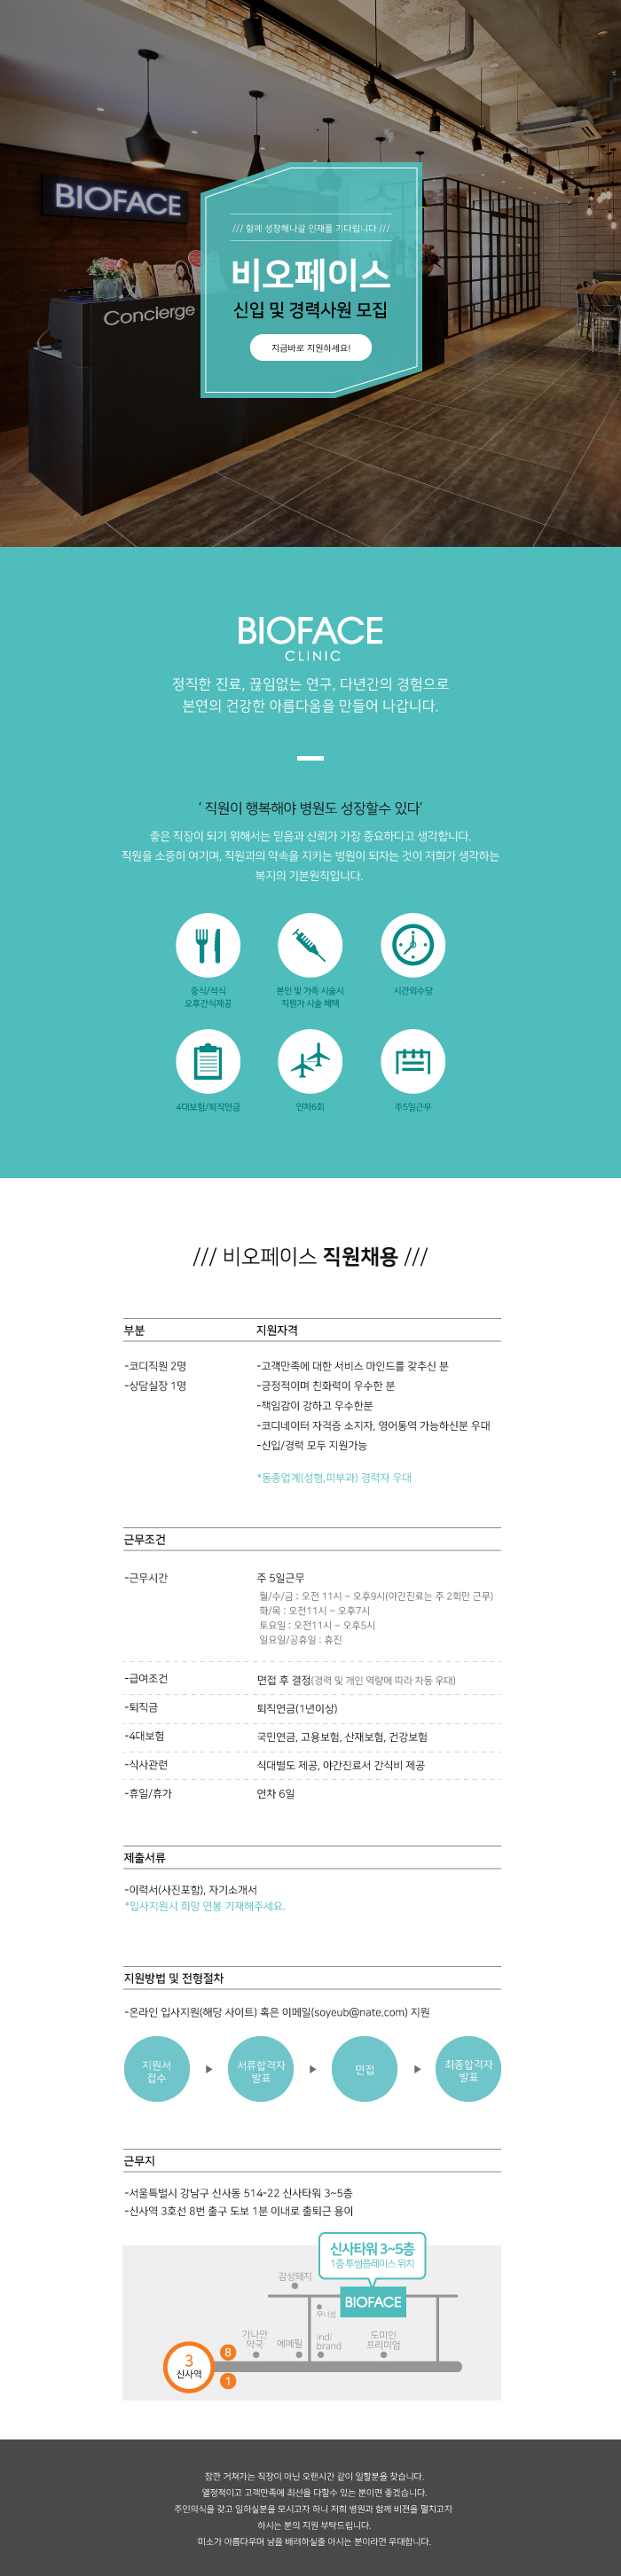 BIOFACE
Concierge
/// 함께 성장해나갈 인재를 기다립니다 ///
비오페이스
신입 및 경력사원 모집
지금바로 지원하세요!
BIOFACE
CLINIC
정직한 진료, 끊임없는 연구, 다년간의 경험으로
본연의 건강한 아름다움을 만들어 나갑니다.
‘ 직원이 행복해야 병원도 성장할수 있다’
좋은 직장이 되기 위해서는 믿음과 신뢰가 가장 중요하다고 생각합니다.
직원을 소중히 여기며, 직원과의 약속을 지키는 병원이 되자는 것이 저희가 생각하는
복지의 기본원칙입니다.
중식/석식 본인 및 가족 시술시 시간외수당
오후간식제공 직원가 시술 혜택
4대보험/퇴직연금 연차6회 주5일근무
/// 비오페이스 직원채용 ///
부분 지원자격
-코디직원 2명 -고객만족에 대한 서비스 마인드를 갖추신 분
-상담실장 1명 -긍정적이며 친화력이 우수한 분
-책임감이 강하고 우수한분
-코디네이터 자격증 소지자, 영어통역 가능하신분 우대
-신입/경력 모두 지원가능
*동종업계(성형,피부과) 경력자 우대
근무조건
-근무시간 주 5일근무
월/수/금 : 오전 11시 ~ 오후9시(야간진료는 주 2회만 근무)
화/목 : 오전11시 ~ 오후7시
토요일 : 오전11시 ~ 오후5시
일요일/공휴일 : 휴진
-급여조건 면접 후 결정(경력 및 개인 역량에 따라 차등 우대)
-퇴직금 퇴직연금(1년이상)
-4대보험 국민연금, 고용보험, 산재보험, 건강보험
-식사관련 식대별도 제공, 야간진료서 간식비 제공
-휴일/휴가 연차 6일
제출서류
-이력서(사진포함), 자기소개서
*입사지원시 희망 연봉 기재해주세요.
지원방법 및 전형절차
-온라인 입사지원(해당 사이트) 혹은 이메일(soyeub@nate.com) 지원
지원서 접수 ▶ 서류합격자 발표 ▶ 면접 ▶ 최종합격자 발표
근무지
-서울특별시 강남구 신사동 514-22 신사타워 3~5층
-신사역 3호선 8번 출구 도보 1분 이내로 출퇴근 용이
신사타워 3~5층
1층 투썸플레이스 위치
감성돼지
BIOFACE
무너성
가나안 약국
에메필
indi brand
도미인 프리미엄
3
신사역
8
1
잠깐 거쳐가는 직장이 아닌 오랜시간 같이 일할분을 찾습니다.
열정적이고 고객만족에 최선을 다할수 있는 분이면 좋겠습니다.
주인의식을 갖고 일하실분을 모시고자 하니 저희 병원과 함께 비젼을 펼치고자
하시는 분의 지원 부탁드립니다.
미소가 아름다우며 남을 배려하실줄 아시는 분이라면 우대합니다.